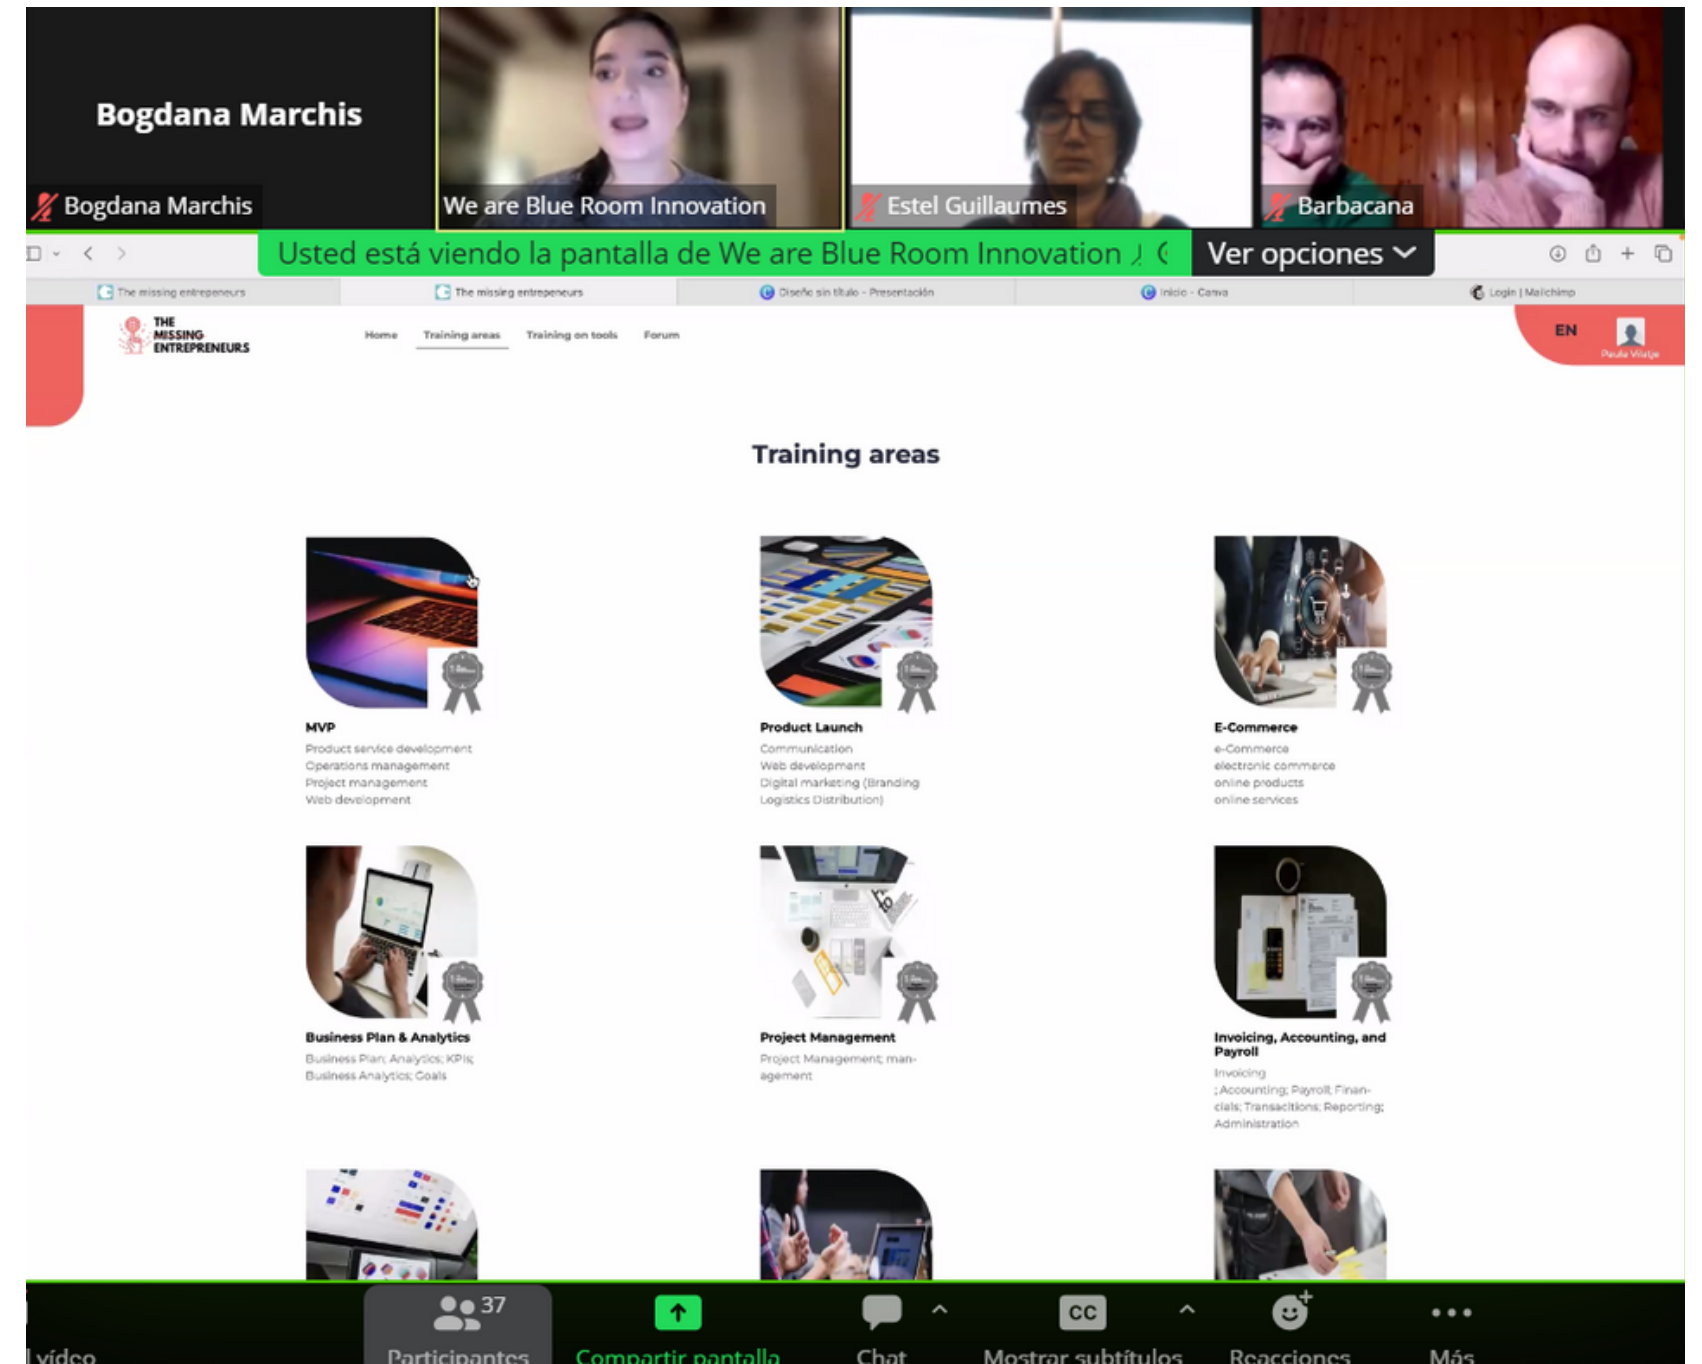 Bogdana Marchis
Bogdana Marchis
We are Blue Room Innovation
Estel Guillaumes
Barbacana
Usted está viendo la pantalla de We are Blue Room Innovation
Ver opciones
The missing entrepeneurs
The missing entrepeneurs
Diseño sin título - Presentación
Inicio - Canva
Login | Mailchimp
THE
MISSING
ENTREPRENEURS
Home
Training areas
Training on tools
Forum
EN
Training areas
MVP
Product service development
Operations management
Project management
Web development
Product Launch
Communication
Web development
Digital marketing (Branding
Logistics Distribution)
E-Commerce
e-Commerce
electronic commerce
online products
online services
Business Plan & Analytics
Business Plan; Analytics; KPIs;
Business Analytics; Goals
Project Management
Project Management; man-
agement
Invoicing, Accounting, and
Payroll
Invoicing
; Accounting; Payroll; Finan-
cials; Transacitions; Reporting;
Administration
37
CC
vídeo
Participantes
Compartir pantalla
Chat
Mostrar subtítulos
Reacciones
Más